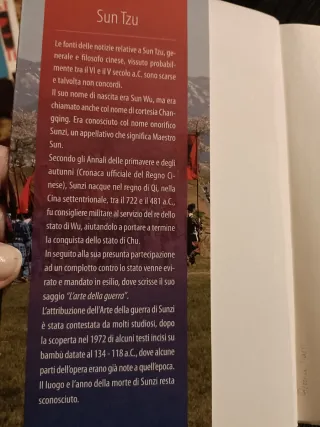 Sun Tzu
Le fonti delle notizie relative a Sun Tzu, ge-
nerale e filosofo cinese, vissuto probabil-
mente tra il VI e il V secolo a.C. sono scarse
e talvolta non concordi.
Il suo nome di nascita era Sun Wu, ma era
chiamato anche col nome di cortesia Chan-
gqing. Era conosciuto col nome onorifico
Sunzi, un appellativo che significa Maestro
Sun.
Secondo gli Annali delle primavere e degli
autunni (Cronaca ufficiale del Regno Ci-
nese), Sunzi nacque nel regno di Qi, nella
Cina settentrionale, tra il 722 e il 481 a.C.,
fu consigliere militare al servizio del re dello
stato di Wu, aiutandolo a portare a termine
la conquista dello stato di Chu.
In seguito alla sua presunta partecipazione
ad un complotto contro lo stato venne evi-
rato e mandato in esilio, dove scrisse il suo
saggio "L'arte della guerra".
L'attribuzione dell'Arte della guerra di Sunzi
è stata contestata da molti studiosi, dopo
la scoperta nel 1972 di alcuni testi incisi su
bambù datate al 134 - 118 a.C., dove alcune
parti dell'opera erano già note a quell'epoca.
Il luogo e l'anno della morte di Sunzi resta
sconosciuto.